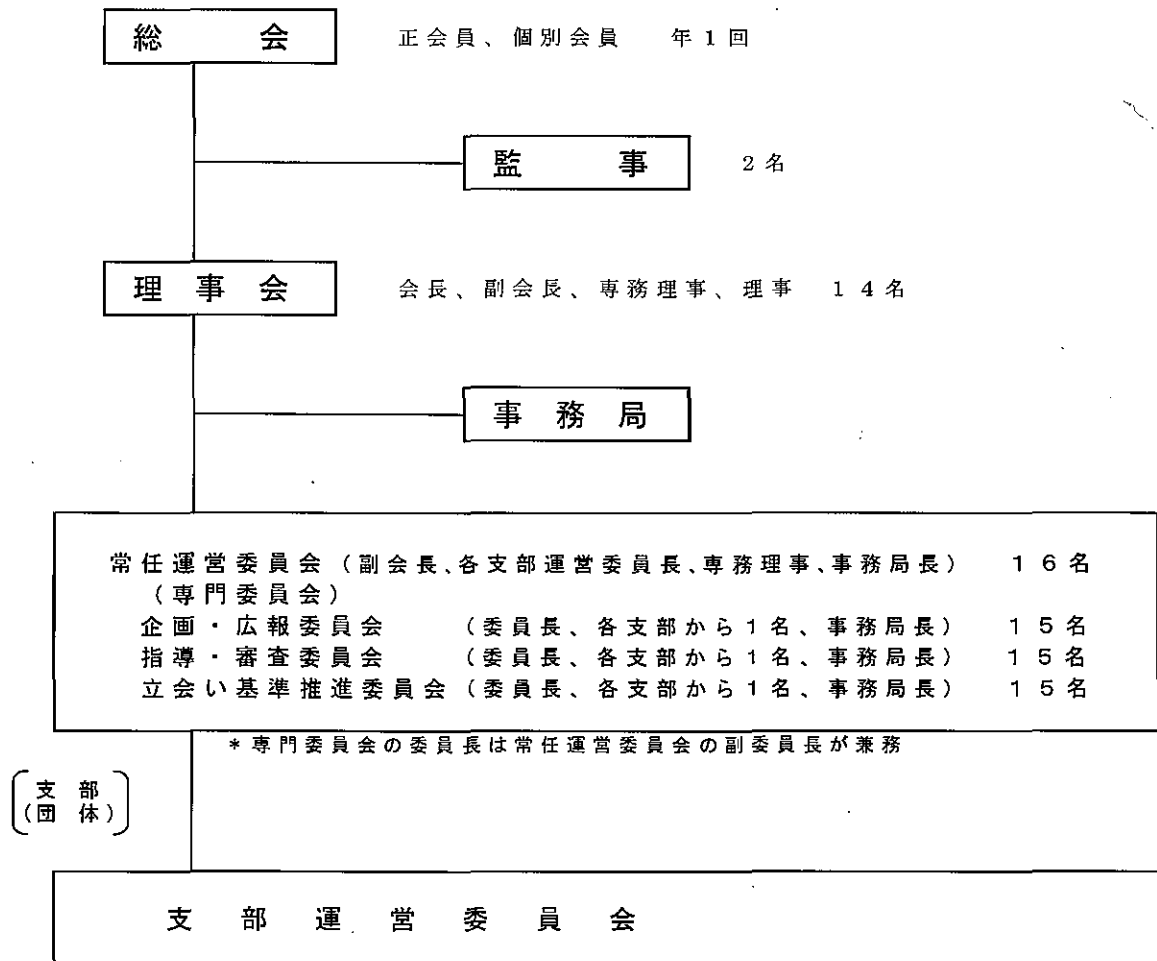 総会　正会員、個別会員　年1回
監事　2名
理事会　会長、副会長、専務理事、理事　14名
事務局
常任運営委員会（副会長、各支部運営委員長、専務理事、事務局長）　16名
（専門委員会）
企画・広報委員会　（委員長、各支部から1名、事務局長）　15名
指導・審査委員会　（委員長、各支部から1名、事務局長）　15名
立会い基準推進委員会（委員長、各支部から1名、事務局長）　15名
＊専門委員会の委員長は常任運営委員会の副委員長が兼務
支部
（団体）
支部運営委員会